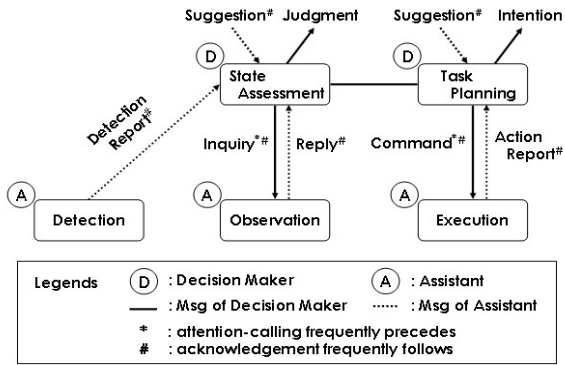 Suggestion# Judgment
Suggestion# Intention
D
State
Assessment
D
Task
Planning
Detection
Report#
Inquiry*#
Reply#
Command*#
Action
Report#
A
Detection
A
Observation
A
Execution
Legends
D : Decision Maker
A : Assistant
: Msg of Decision Maker
: Msg of Assistant
* : attention-calling frequently precedes
# : acknowledgement frequently follows